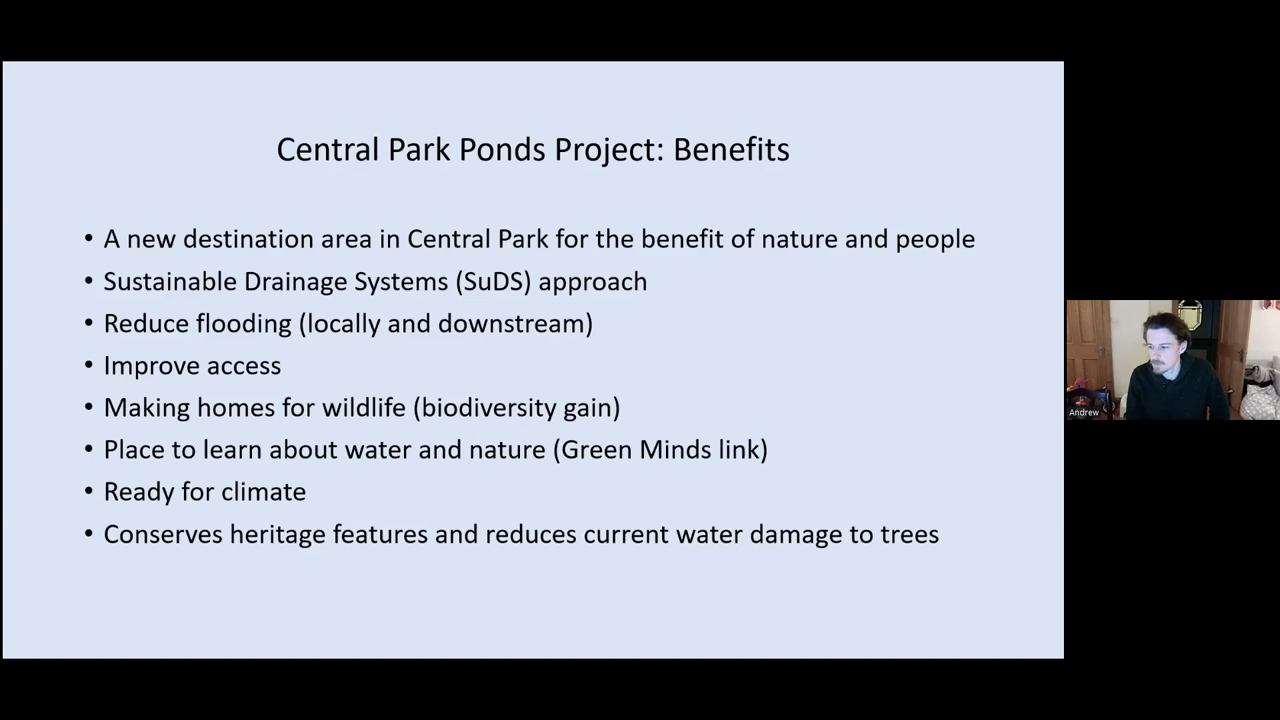 Central Park Ponds Project: Benefits
• A new destination area in Central Park for the benefit of nature and people
• Sustainable Drainage Systems (SuDS) approach
• Reduce flooding (locally and downstream)
• Improve access
• Making homes for wildlife (biodiversity gain)
• Place to learn about water and nature (Green Minds link)
• Ready for climate
• Conserves heritage features and reduces current water damage to trees
Andrew